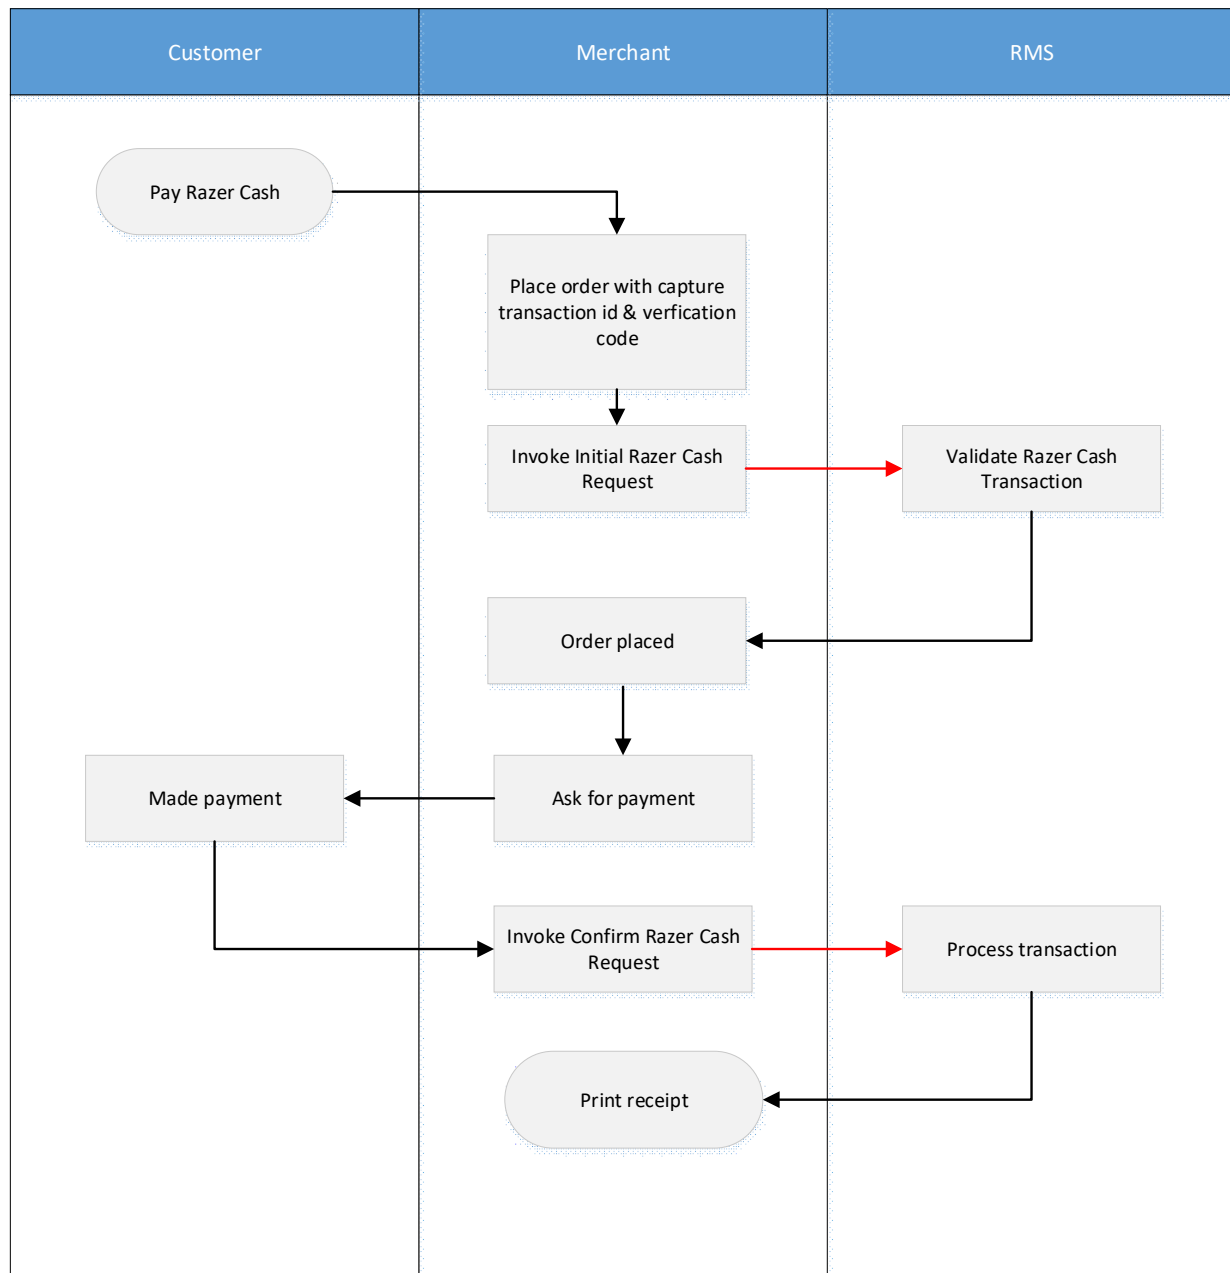 Customer
Merchant
RMS
Pay Razer Cash
Place order with capture
transaction id & verfication
code
Invoke Initial Razer Cash
Request
Validate Razer Cash
Transaction
Order placed
Made payment
Ask for payment
Invoke Confirm Razer Cash
Request
Process transaction
Print receipt